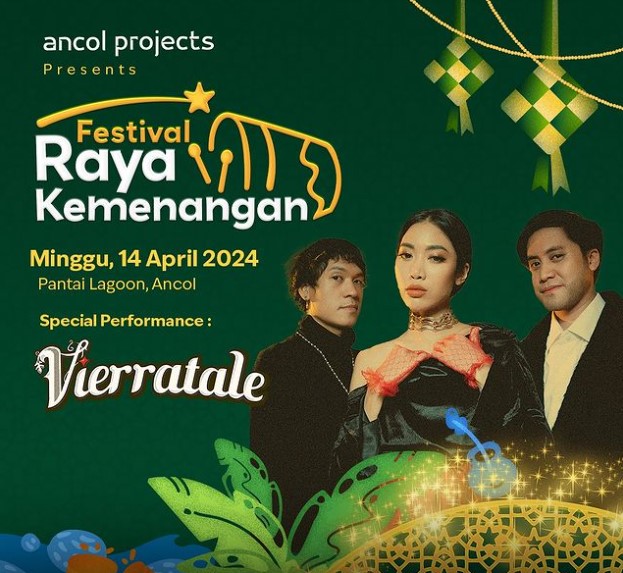 ancol projects
Presents
Festival
Raya
Kemenangan
Minggu, 14 April 2024
Pantai Lagoon, Ancol
Special Performance :
Vierratale